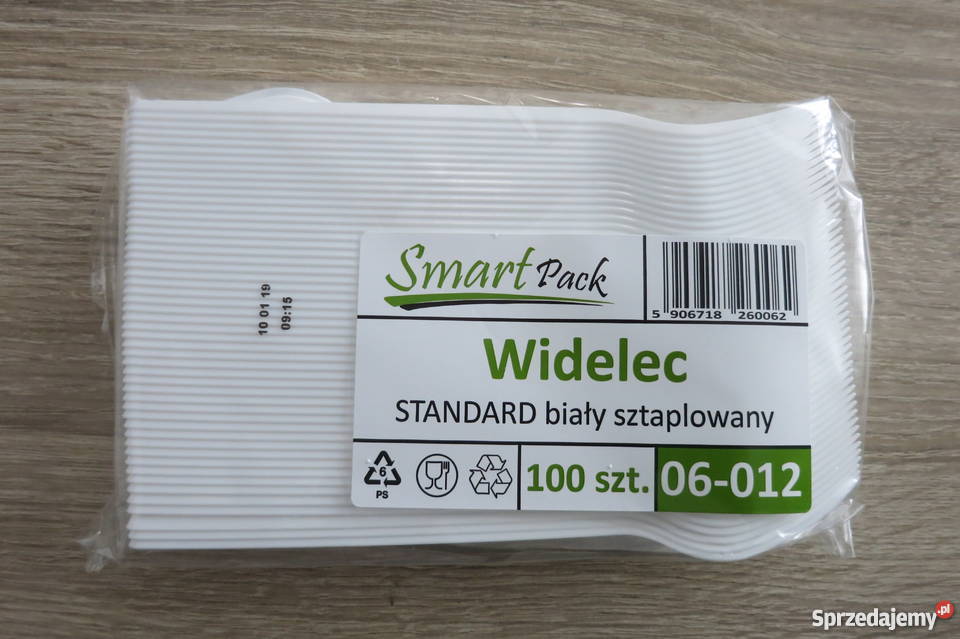 10 01 19
09:15
Smart Pack
5 906718 260062
Widelec
STANDARD biały sztaplowany
6
PS
100 szt.
06-012
Sprzedajemy.pl